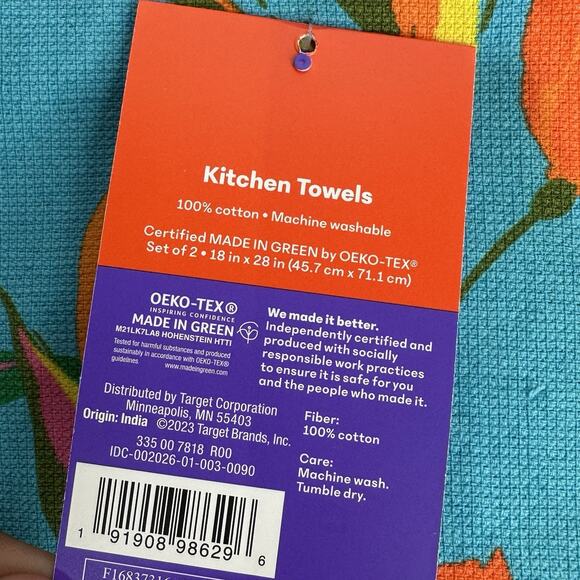 Kitchen Towels
100% cotton • Machine washable
Certified MADE IN GREEN by OEKO-TEX®
Set of 2 • 18 in x 28 in (45.7 cm x 71.1 cm)
OEKO-TEX®
INSPIRING CONFIDENCE
MADE IN GREEN
M21LK7LA8 HOHENSTEIN HTTI
Tested for harmful substances and produced
sustainably in accordance with OEKO-TEX®
guidelines.
www.madeingreen.com
We made it better.
Independently certified and
produced with socially
responsible work practices
to ensure it is safe for you
and the people who made it.
Distributed by Target Corporation
Minneapolis, MN 55403
Origin: India ©2023 Target Brands, Inc.
335 00 7818 R00
IDC-002026-01-003-0090
Fiber:
100% cotton
Care:
Machine wash.
Tumble dry.
1 91908 98629 6